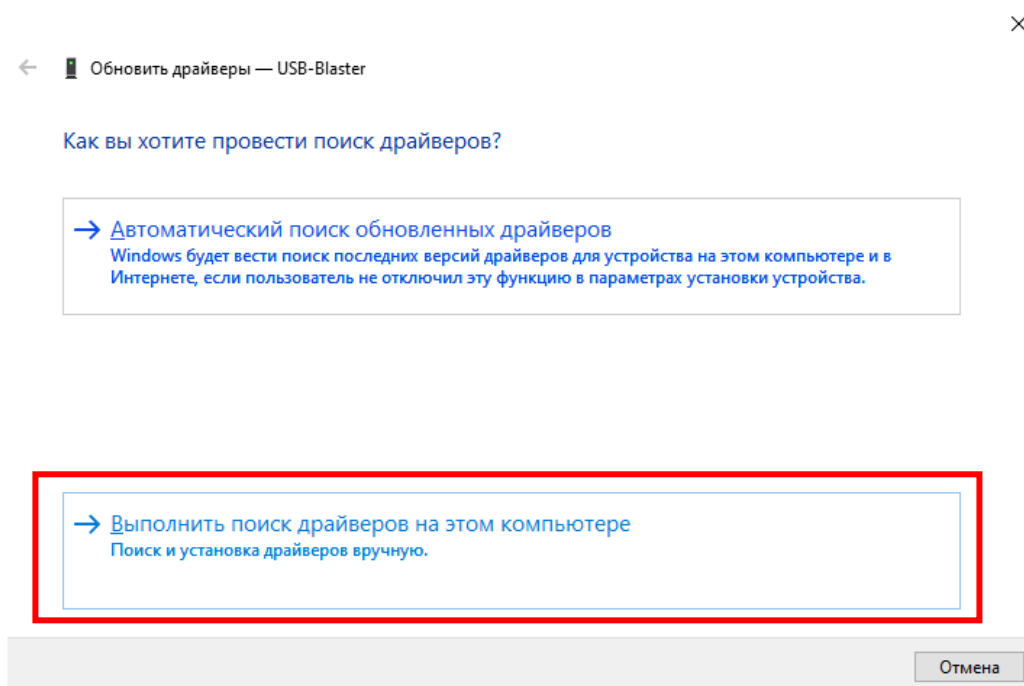 Обновить драйверы — USB-Blaster
Как вы хотите провести поиск драйверов?
Автоматический поиск обновленных драйверов
Windows будет вести поиск последних версий драйверов для устройства на этом компьютере и в
Интернете, если пользователь не отключил эту функцию в параметрах установки устройства.
Выполнить поиск драйверов на этом компьютере
Поиск и установка драйверов вручную.
Отмена